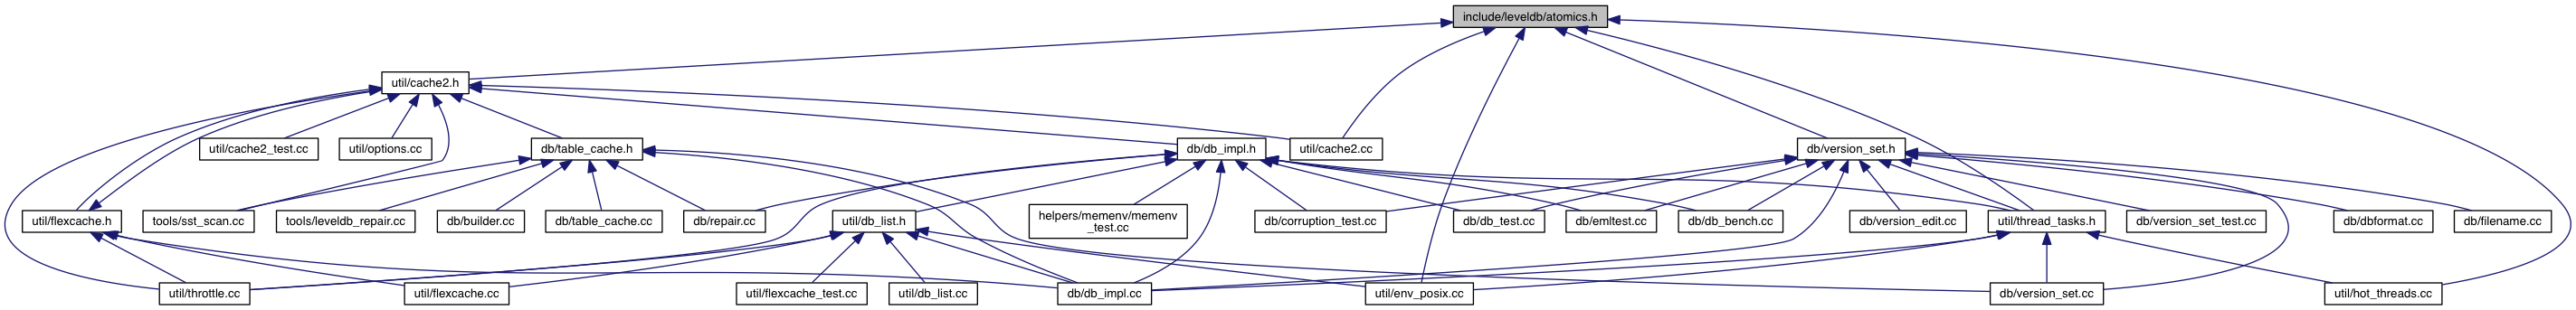 include/leveldb/atomics.h
util/cache2.h
util/cache2_test.cc
util/options.cc
db/table_cache.h
db/db_impl.h
util/cache2.cc
db/version_set.h
util/flexcache.h
tools/sst_scan.cc
tools/leveldb_repair.cc
db/builder.cc
db/table_cache.cc
db/repair.cc
util/db_list.h
helpers/memenv/memenv
_test.cc
db/corruption_test.cc
db/db_test.cc
db/emltest.cc
db/db_bench.cc
db/version_edit.cc
util/thread_tasks.h
db/version_set_test.cc
db/dbformat.cc
db/filename.cc
util/throttle.cc
util/flexcache.cc
util/flexcache_test.cc
util/db_list.cc
db/db_impl.cc
util/env_posix.cc
db/version_set.cc
util/hot_threads.cc